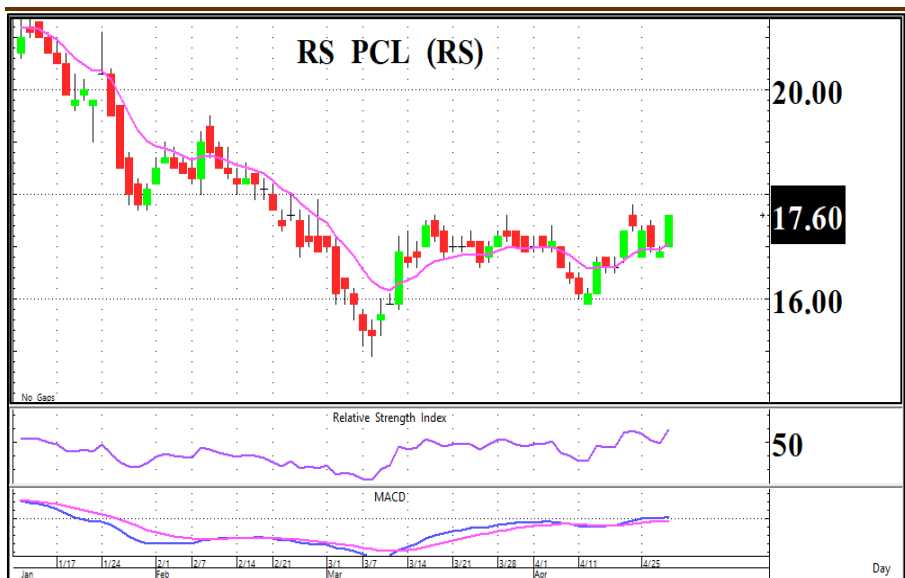 RS PCL (RS)
20.00
17.60
16.00
No Gaps
Relative Strength Index
50
MACD
1/17 1/24 2/1 2/7 2/14 2/21 3/1 3/7 3/14 3/21 3/28 4/1 4/11 4/25
Jan Feb Mar Apr Day